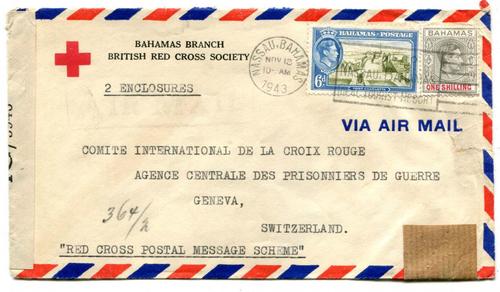 BAHAMAS BRANCH
BRITISH RED CROSS SOCIETY
2 ENCLOSURES
NASSAU · BAHAMAS
NOV 18
AM
1943
BAHAMAS · POSTAGE
6d
BAHAMAS
ONE SHILLING
RESORT
VIA AIR MAIL
COMITE INTERNATIONAL DE LA CROIX ROUGE
AGENCE CENTRALE DES PRISONNIERS DE GUERRE
GENEVA,
SWITZERLAND.
364/2
"RED CROSS POSTAL MESSAGE SCHEME"